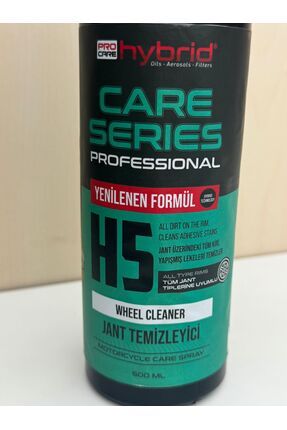 PRO CARE hybrid®
Oils - Aerosols - Filters
CARE
SERIES
PROFESSIONAL
YENİLENEN FORMÜL
H5
ALL DIRT ON THE RIM,
CLEANS ADHESIVE STAINS
JANT ÜZERİNDEKİ TÜM KİR,
YAPIŞMIŞ LEKELERİ TEMİZLER
ALL TYPE RIMS
TÜM JANT
TİPLERİNE UYUMLU
WHEEL CLEANER
JANT TEMİZLEYİCİ
MOTORCYCLE CARE SPRAY
500 ML